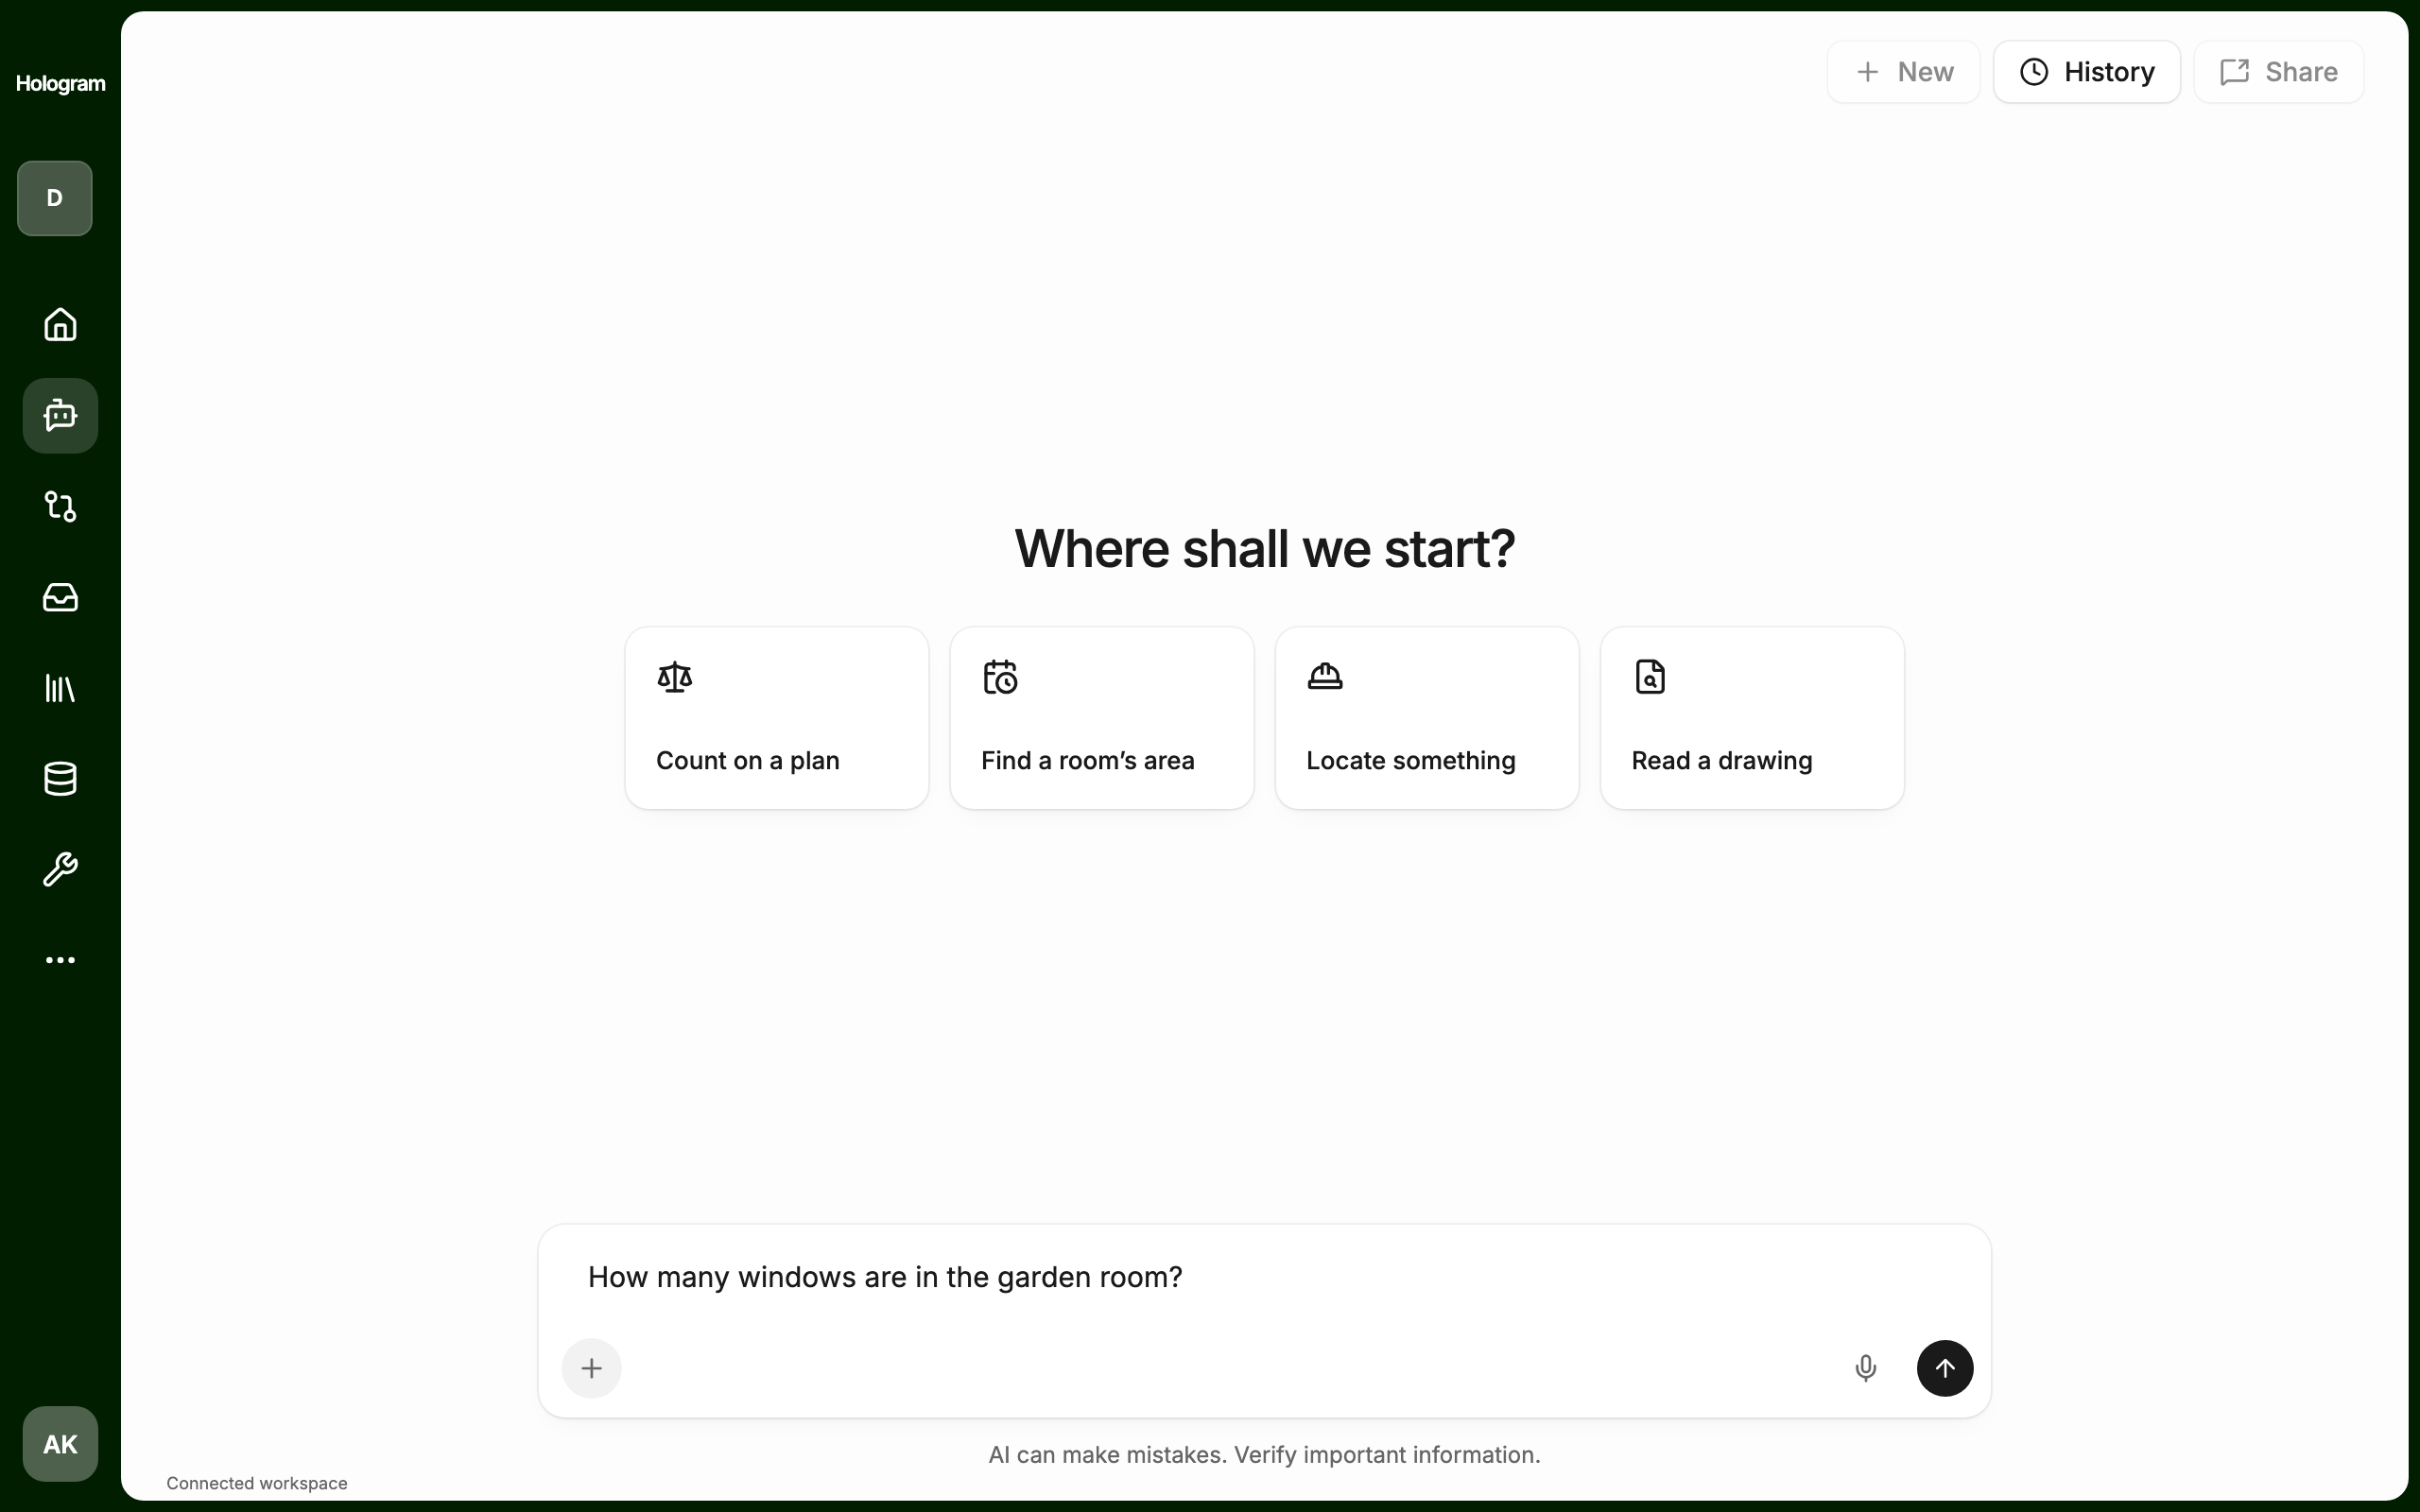 Hologram
D
New
History
Share
Where shall we start?
Count on a plan
Find a room’s area
Locate something
Read a drawing
How many windows are in the garden room?
AK
AI can make mistakes. Verify important information.
Connected workspace